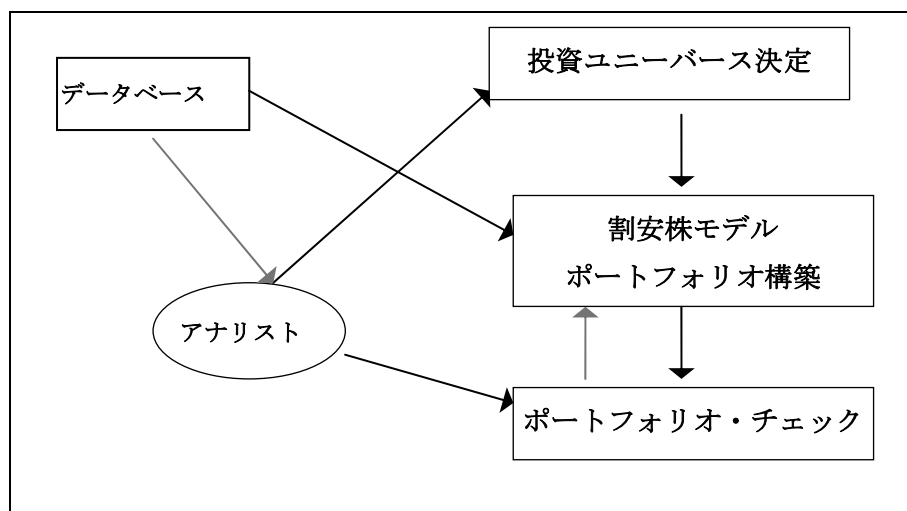 データベース
投資ユニーバース決定
割安株モデル
ポートフォリオ構築
アナリスト
ポートフォリオ・チェック